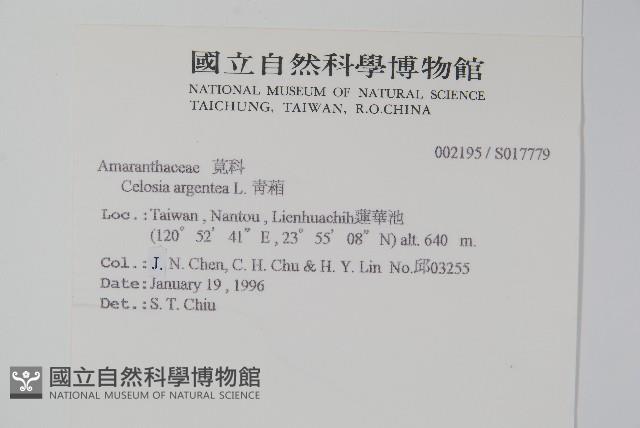 國立自然科學博物館
NATIONAL MUSEUM OF NATURAL SCIENCE
TAICHUNG, TAIWAN, R.O.CHINA
002195/S017779
Amaranthaceae 莧科
Celosia argentea L. 青葙
Loc.:Taiwan, Nantou, Lienhuachih蓮華池
(120° 52' 41" E, 23° 55' 08" N) alt. 640 m.
Col.:J. N. Chen, C. H. Chu & H. Y. Lin No.邱03255
Date:January 19, 1996
Det.:S. T. Chiu
國立自然科學博物館
NATIONAL MUSEUM OF NATURAL SCIENCE